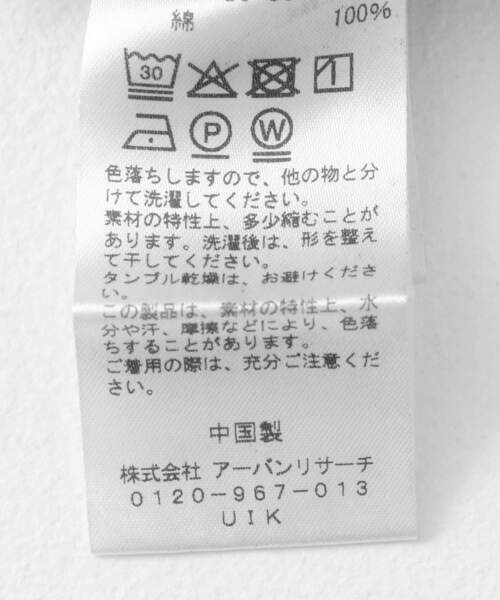 綿 100%
30
P W
色落ちしますので、他の物と分
けて洗濯してください。
素材の特性上、多少縮むことが
あります。洗濯後は、形を整え
て干してください。
タンブル乾燥は、お避けくださ
い。
この製品は、素材の特性上、水
分や汗、摩擦などにより、色落
ちすることがあります。
ご着用の際は、充分ご注意くだ
さい。
中国製
株式会社 アーバンリサーチ
0120-967-013
UIK